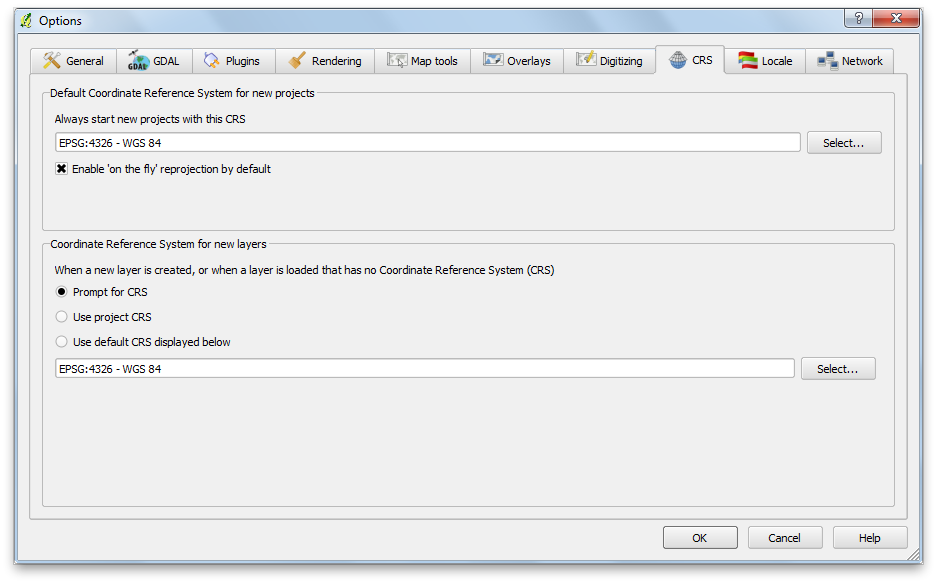 Options
?
General
GDAL
GDAL
Plugins
Rendering
Map tools
Overlays
Digitizing
CRS
Locale
Network
Default Coordinate Reference System for new projects
Always start new projects with this CRS
EPSG:4326 - WGS 84
Select...
Enable 'on the fly' reprojection by default
Coordinate Reference System for new layers
When a new layer is created, or when a layer is loaded that has no Coordinate Reference System (CRS)
Prompt for CRS
Use project CRS
Use default CRS displayed below
EPSG:4326 - WGS 84
Select...
OK
Cancel
Help